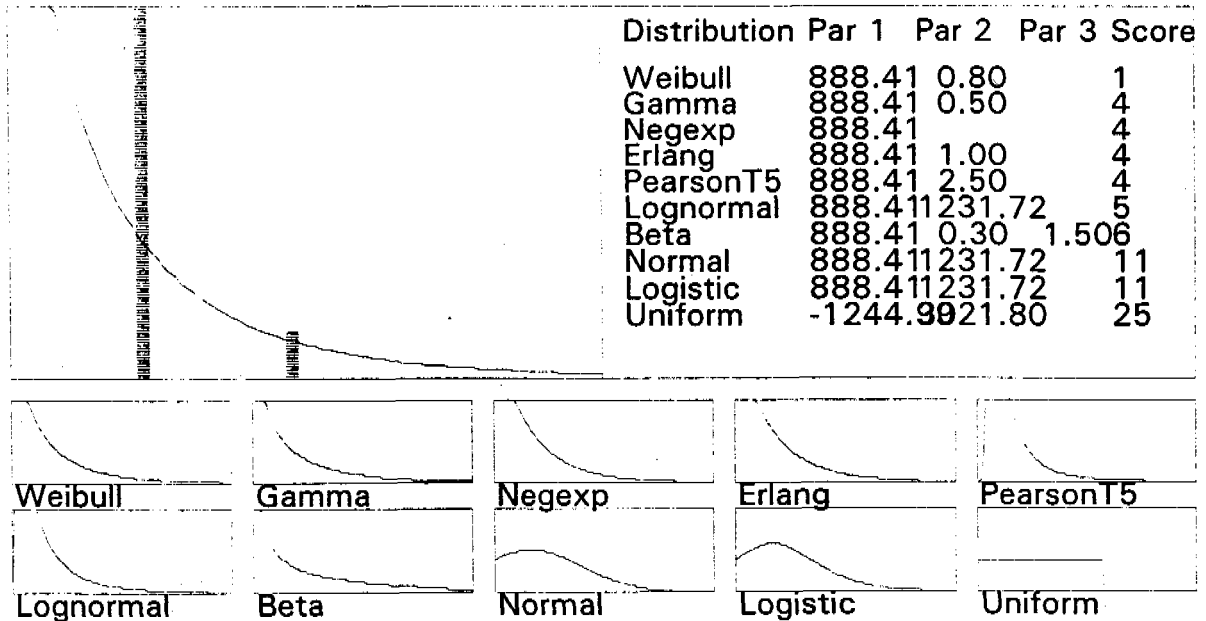 Distribution Par 1 Par 2 Par 3 Score
Weibull 888.41 0.80 1
Gamma 888.41 0.50 4
Negexp 888.41 4
Erlang 888.41 1.00 4
PearsonT5 888.41 2.50 4
Lognormal 888.411231.72 5
Beta 888.41 0.30 1.506
Normal 888.411231.72 11
Logistic 888.411231.72 11
Uniform 25
Weibull Gamma Negexp Erlang PearsonT5
Lognormal Beta Normal Logistic Uniform